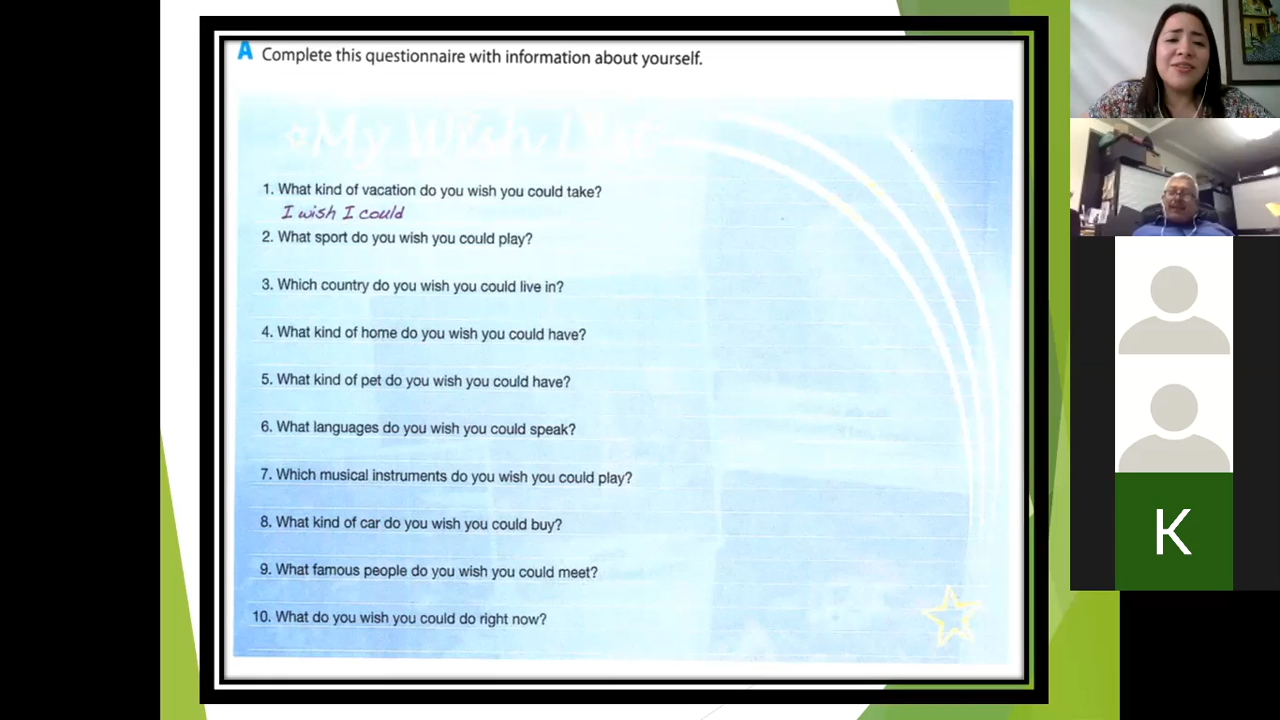 A Complete this questionnaire with information about yourself.
My Wish List
1. What kind of vacation do you wish you could take?
I wish I could
2. What sport do you wish you could play?
3. Which country do you wish you could live in?
4. What kind of home do you wish you could have?
5. What kind of pet do you wish you could have?
6. What languages do you wish you could speak?
7. Which musical instruments do you wish you could play?
8. What kind of car do you wish you could buy?
9. What famous people do you wish you could meet?
10. What do you wish you could do right now?
K